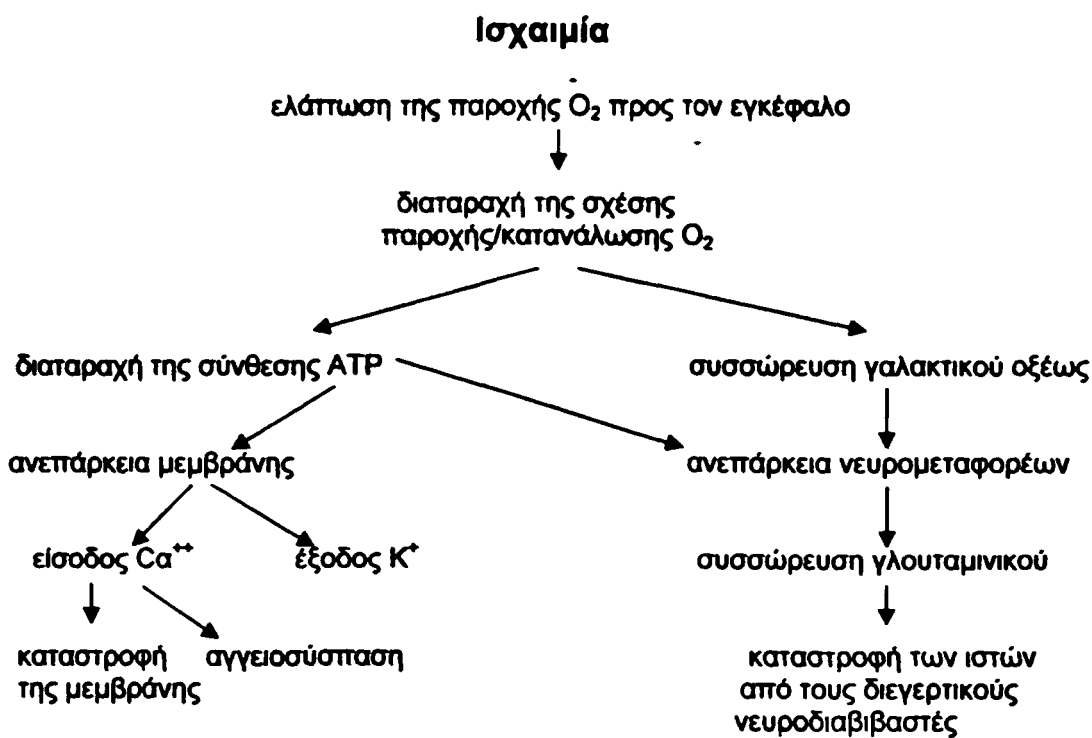 Ισχαιμία
ελάττωση της παροχής O₂ προς τον εγκέφαλο
διαταραχή της σχέσης
παροχής/κατανάλωσης O₂
διαταραχή της σύνθεσης ATP
συσσώρευση γαλακτικού οξέως
ανεπάρκεια μεμβράνης
ανεπάρκεια νευρομεταφορέων
είσοδος Cα⁺⁺
έξοδος K⁺
συσσώρευση γλουταμινικού
καταστροφή
της μεμβράνης
αγγειοσύσπαση
καταστροφή των ιστών
από τους διεγερτικούς
νευροδιαβιβαστές